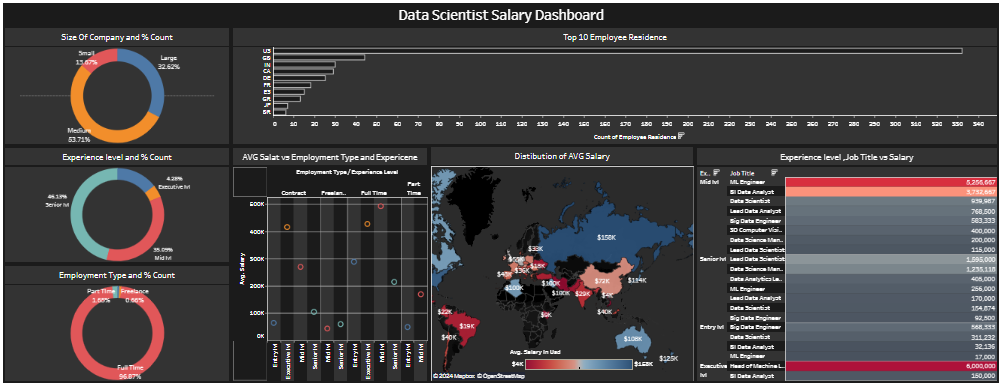 Data Scientist Salary Dashboard
Size Of Company and % Count
Small
13.67%
Large
32.62%
Medium
53.71%
Top 10 Employee Residence
US
GB
IN
CA
DE
FR
ES
GR
JP
BR
0 10 20 30 40 50 60 70 80 90 100 110 120 130 140 150 160 170 180 190 200 210 220 230 240 250 260 270 280 290 300 310 320 330 340
Count of Employee Residence
Experience level and % Count
4.28%
Executive lvl
46.13%
Senior lvl
35.09%
Mid lvl
Employment Type and % Count
Part Time
1.65%
Freelance
0.66%
Full Time
96.87%
AVG Salat vs Employment Type and Expericene
Employment Type / Experience Level
Contract
Freelan..
Full Time
Part
Time
500K
400K
300K
200K
100K
0K
Avg. Salary
Entry lvl
Executive lvl
Mid lvl
Senior lvl
Mid lvl
Senior lvl
Entry lvl
Executive lvl
Mid lvl
Senior lvl
Entry lvl
Mid lvl
Distibution of AVG Salary
$158K
$33K
$36K
$15K
$72K
$114K
$100K
$100K
$29K
$4K
$40K
$9K
$22K
$19K
$40K
$108K
$125K
Avg. Salary In Usd
$4K
$158K
© 2024 Mapbox © OpenStreetMap
Experience level ,Job Title vs Salary
Ex..
Job Title
Mid lvl ML Engineer 5,256,667
BI Data Analyst 3,752,667
Data Scientist 939,987
Lead Data Analyst 768,500
Big Data Engineer 583,333
3D Computer Visi.. 400,000
Data Science Man.. 200,000
Lead Data Scientist 115,000
Senior lvl Lead Data Scientist 1,595,000
Data Science Man.. 1,235,118
Data Analytics Le.. 405,000
ML Engineer 256,000
Lead Data Analyst 170,000
Data Scientist 154,874
Big Data Engineer 92,500
Entry lvl Big Data Engineer 568,333
Data Scientist 311,232
BI Data Analyst 32,136
ML Engineer 17,000
Executive Head of Machine L.. 6,000,000
lvl BI Data Analyst 150,000